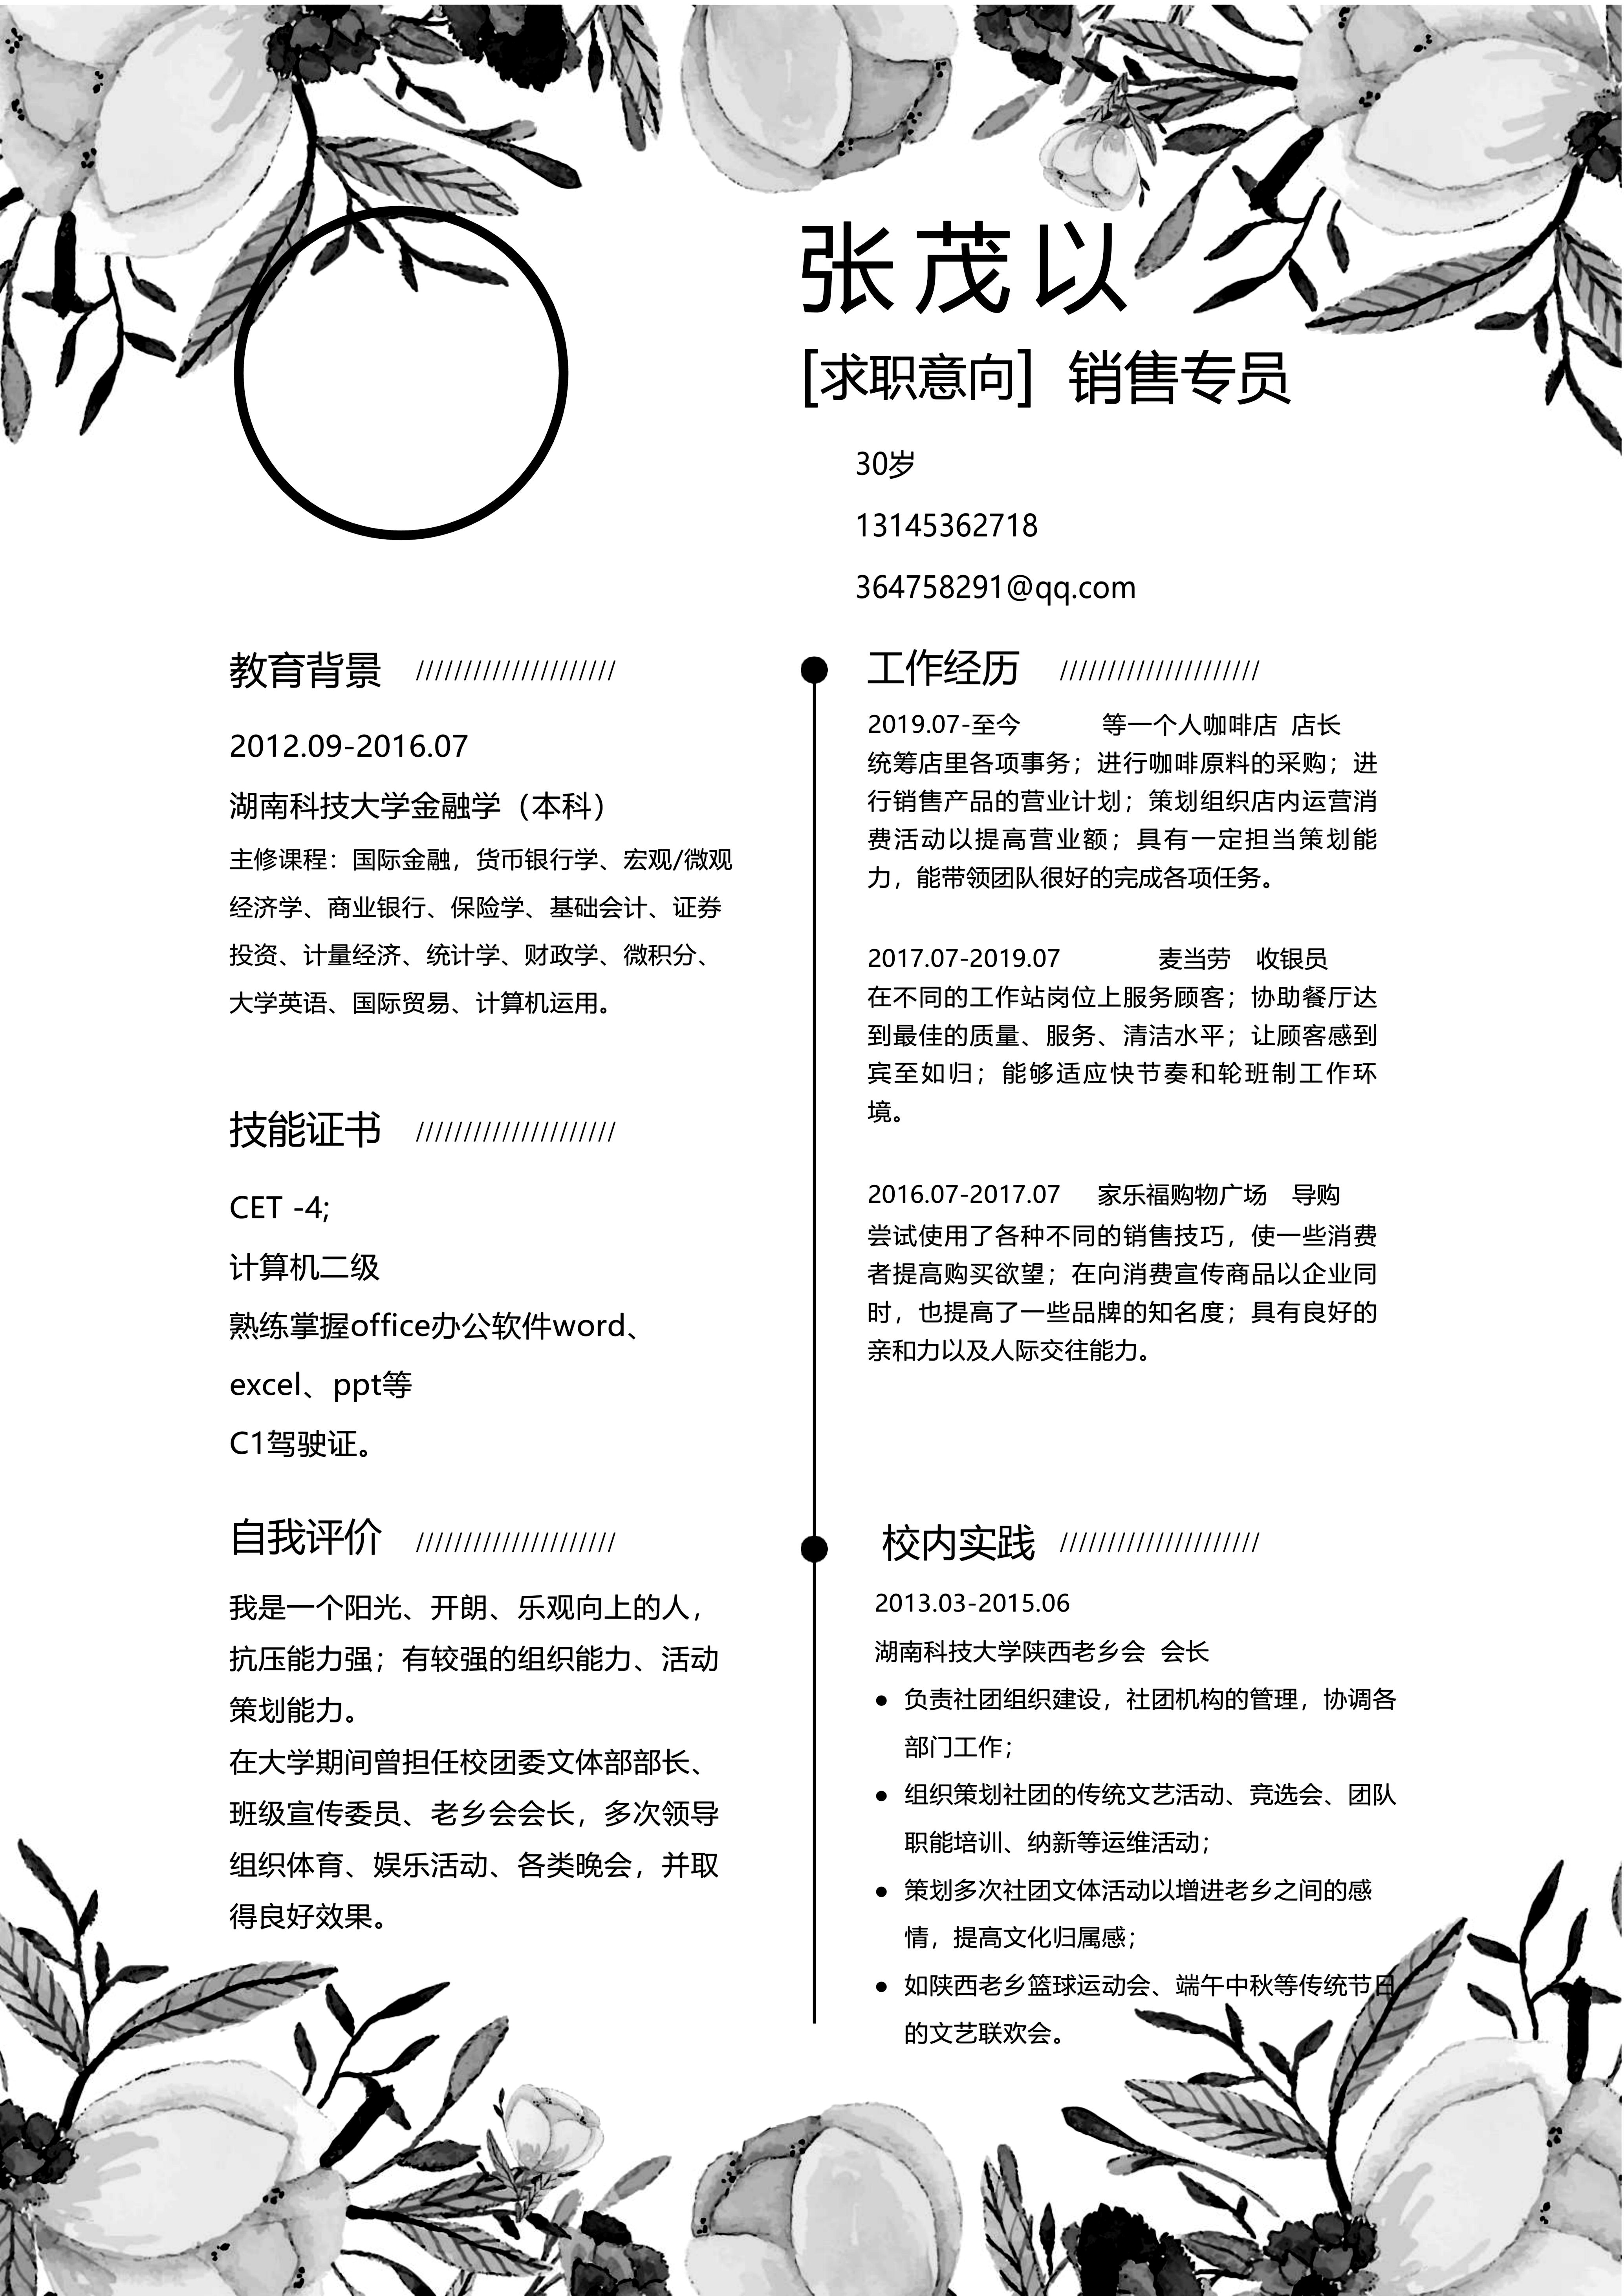 张茂以
[求职意向] 销售专员
30岁
13145362718
364758291@qq.com
教育背景 /////////////////////
2012.09-2016.07
湖南科技大学金融学（本科）
主修课程：国际金融，货币银行学、宏观/微观
经济学、商业银行、保险学、基础会计、证券
投资、计量经济、统计学、财政学、微积分、
大学英语、国际贸易、计算机运用。
技能证书 /////////////////////
CET -4;
计算机二级
熟练掌握office办公软件word、
excel、ppt等
C1驾驶证。
自我评价 /////////////////////
我是一个阳光、开朗、乐观向上的人，
抗压能力强；有较强的组织能力、活动
策划能力。
在大学期间曾担任校团委文体部部长、
班级宣传委员、老乡会会长，多次领导
组织体育、娱乐活动、各类晚会，并取
得良好效果。
工作经历 /////////////////////
2019.07-至今 等一个人咖啡店 店长
统筹店里各项事务；进行咖啡原料的采购；进
行销售产品的营业计划；策划组织店内运营消
费活动以提高营业额；具有一定担当策划能
力，能带领团队很好的完成各项任务。
2017.07-2019.07 麦当劳 收银员
在不同的工作站岗位上服务顾客；协助餐厅达
到最佳的质量、服务、清洁水平；让顾客感到
宾至如归；能够适应快节奏和轮班制工作环
境。
2016.07-2017.07 家乐福购物广场 导购
尝试使用了各种不同的销售技巧，使一些消费
者提高购买欲望；在向消费宣传商品以企业同
时，也提高了一些品牌的知名度；具有良好的
亲和力以及人际交往能力。
校内实践 /////////////////////
2013.03-2015.06
湖南科技大学陕西老乡会 会长
● 负责社团组织建设，社团机构的管理，协调各
部门工作；
● 组织策划社团的传统文艺活动、竞选会、团队
职能培训、纳新等运维活动；
● 策划多次社团文体活动以增进老乡之间的感
情，提高文化归属感；
● 如陕西老乡篮球运动会、端午中秋等传统节日
的文艺联欢会。